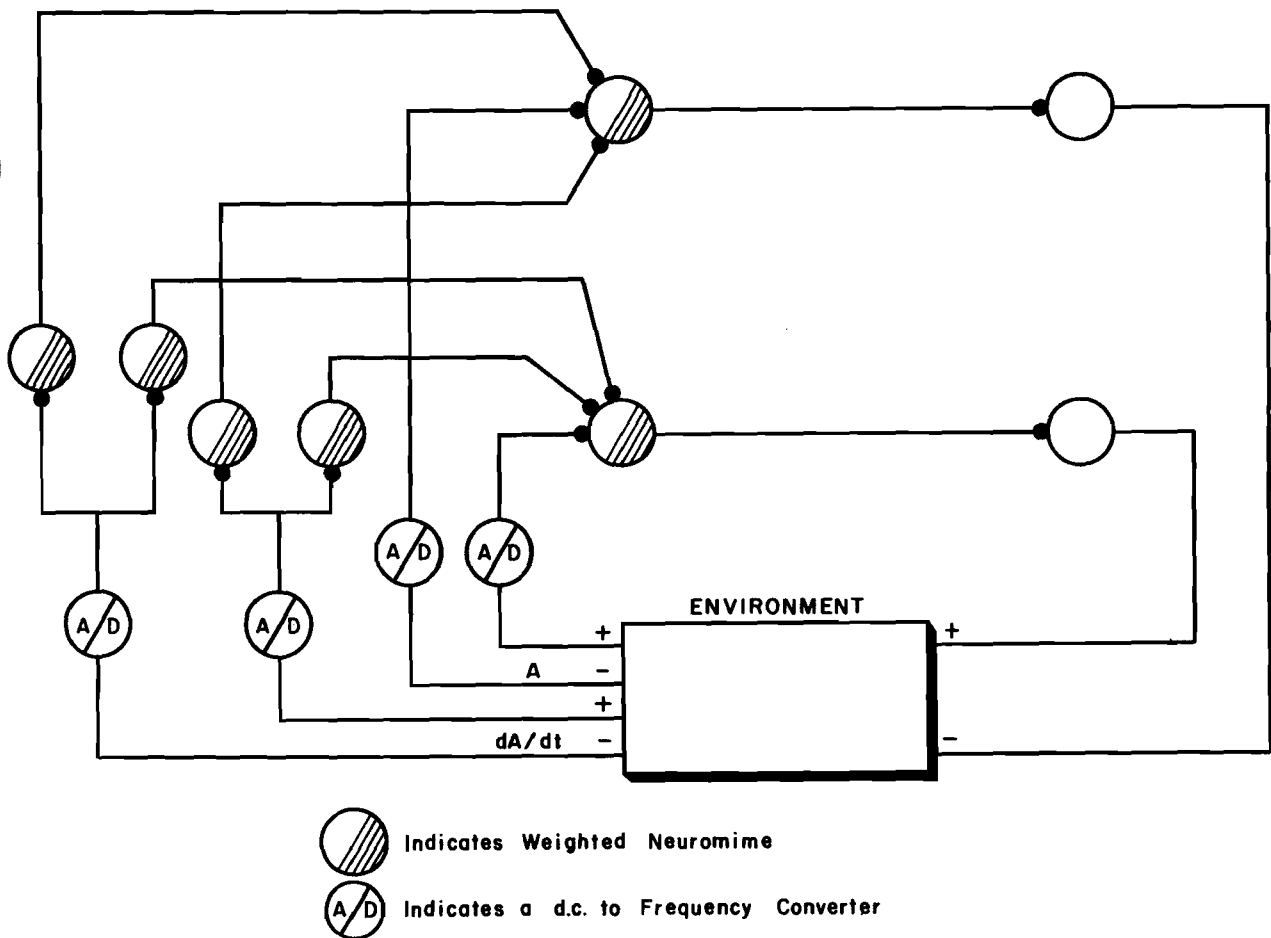 A/D
A/D
A/D
A/D
ENVIRONMENT
+
+
A
-
+
dA/dt
-
-
Indicates Weighted Neuromime
A/D
Indicates a d.c. to Frequency Converter